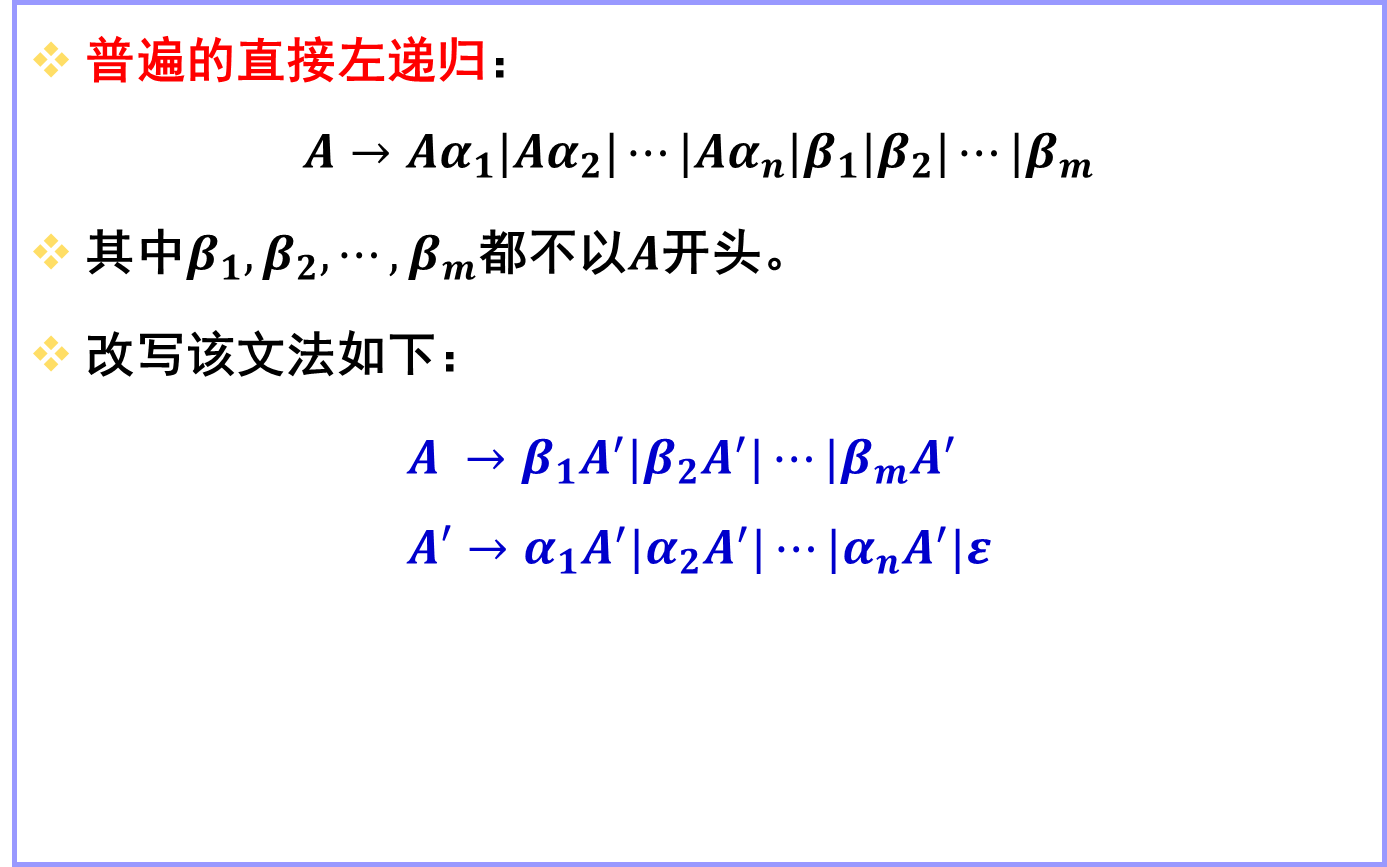 普遍的直接左递归：
A → Aα₁|Aα₂|⋯|Aαₙ|β₁|β₂|⋯|βₘ
其中β₁,β₂,⋯,βₘ都不以A开头。
改写该文法如下：
A → β₁A′|β₂A′|⋯|βₘA′
A′ → α₁A′|α₂A′|⋯|αₙA′|ε